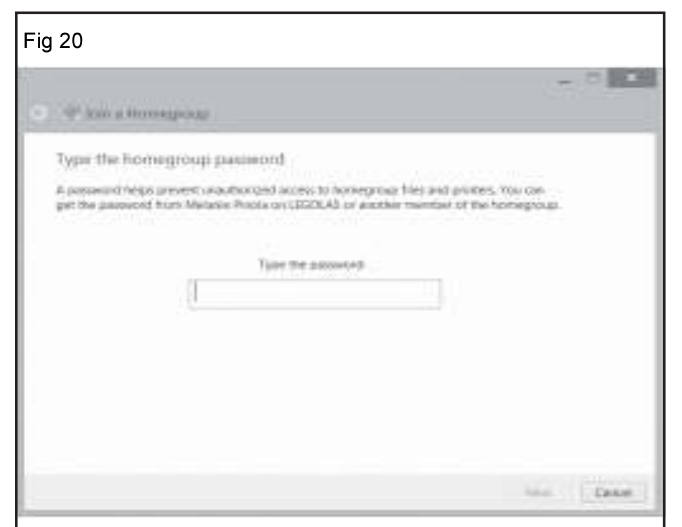 Fig 20
Join a Homegroup
Type the homegroup password
A password helps prevent unauthorized access to homegroup files and printers. You can
get the password from Melanie Pinola on LEGOLAS or another member of the homegroup.
Type the password:
Next
Cancel